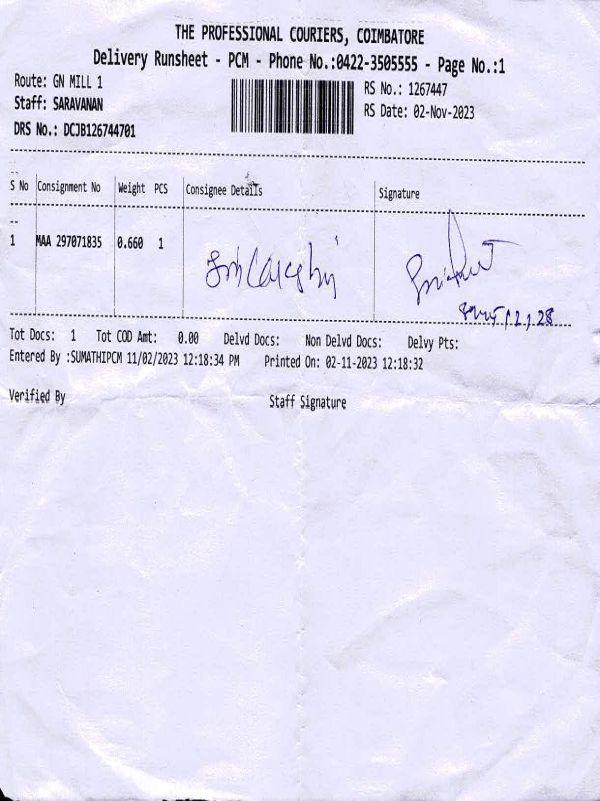 THE PROFESSIONAL COURIERS, COIMBATORE
Delivery Runsheet - PCM - Phone No.:0422-3505555 - Page No.:1
Route: GN MILL 1
RS No.: 1267447
Staff: SARAVANAN
RS Date: 02-Nov-2023
DRS No.: DCJB126744701
S No Consignment No Weight PCS Consignee Details Signature
1 MAA 297071835 0.660 1
Tot Docs: 1 Tot COD Amt: 0.00 Delvd Docs: Non Delvd Docs: Delvy Pts:
Entered By :SUMATHIPCM 11/02/2023 12:18:34 PM Printed On: 02-11-2023 12:18:32
Verified By Staff Signature